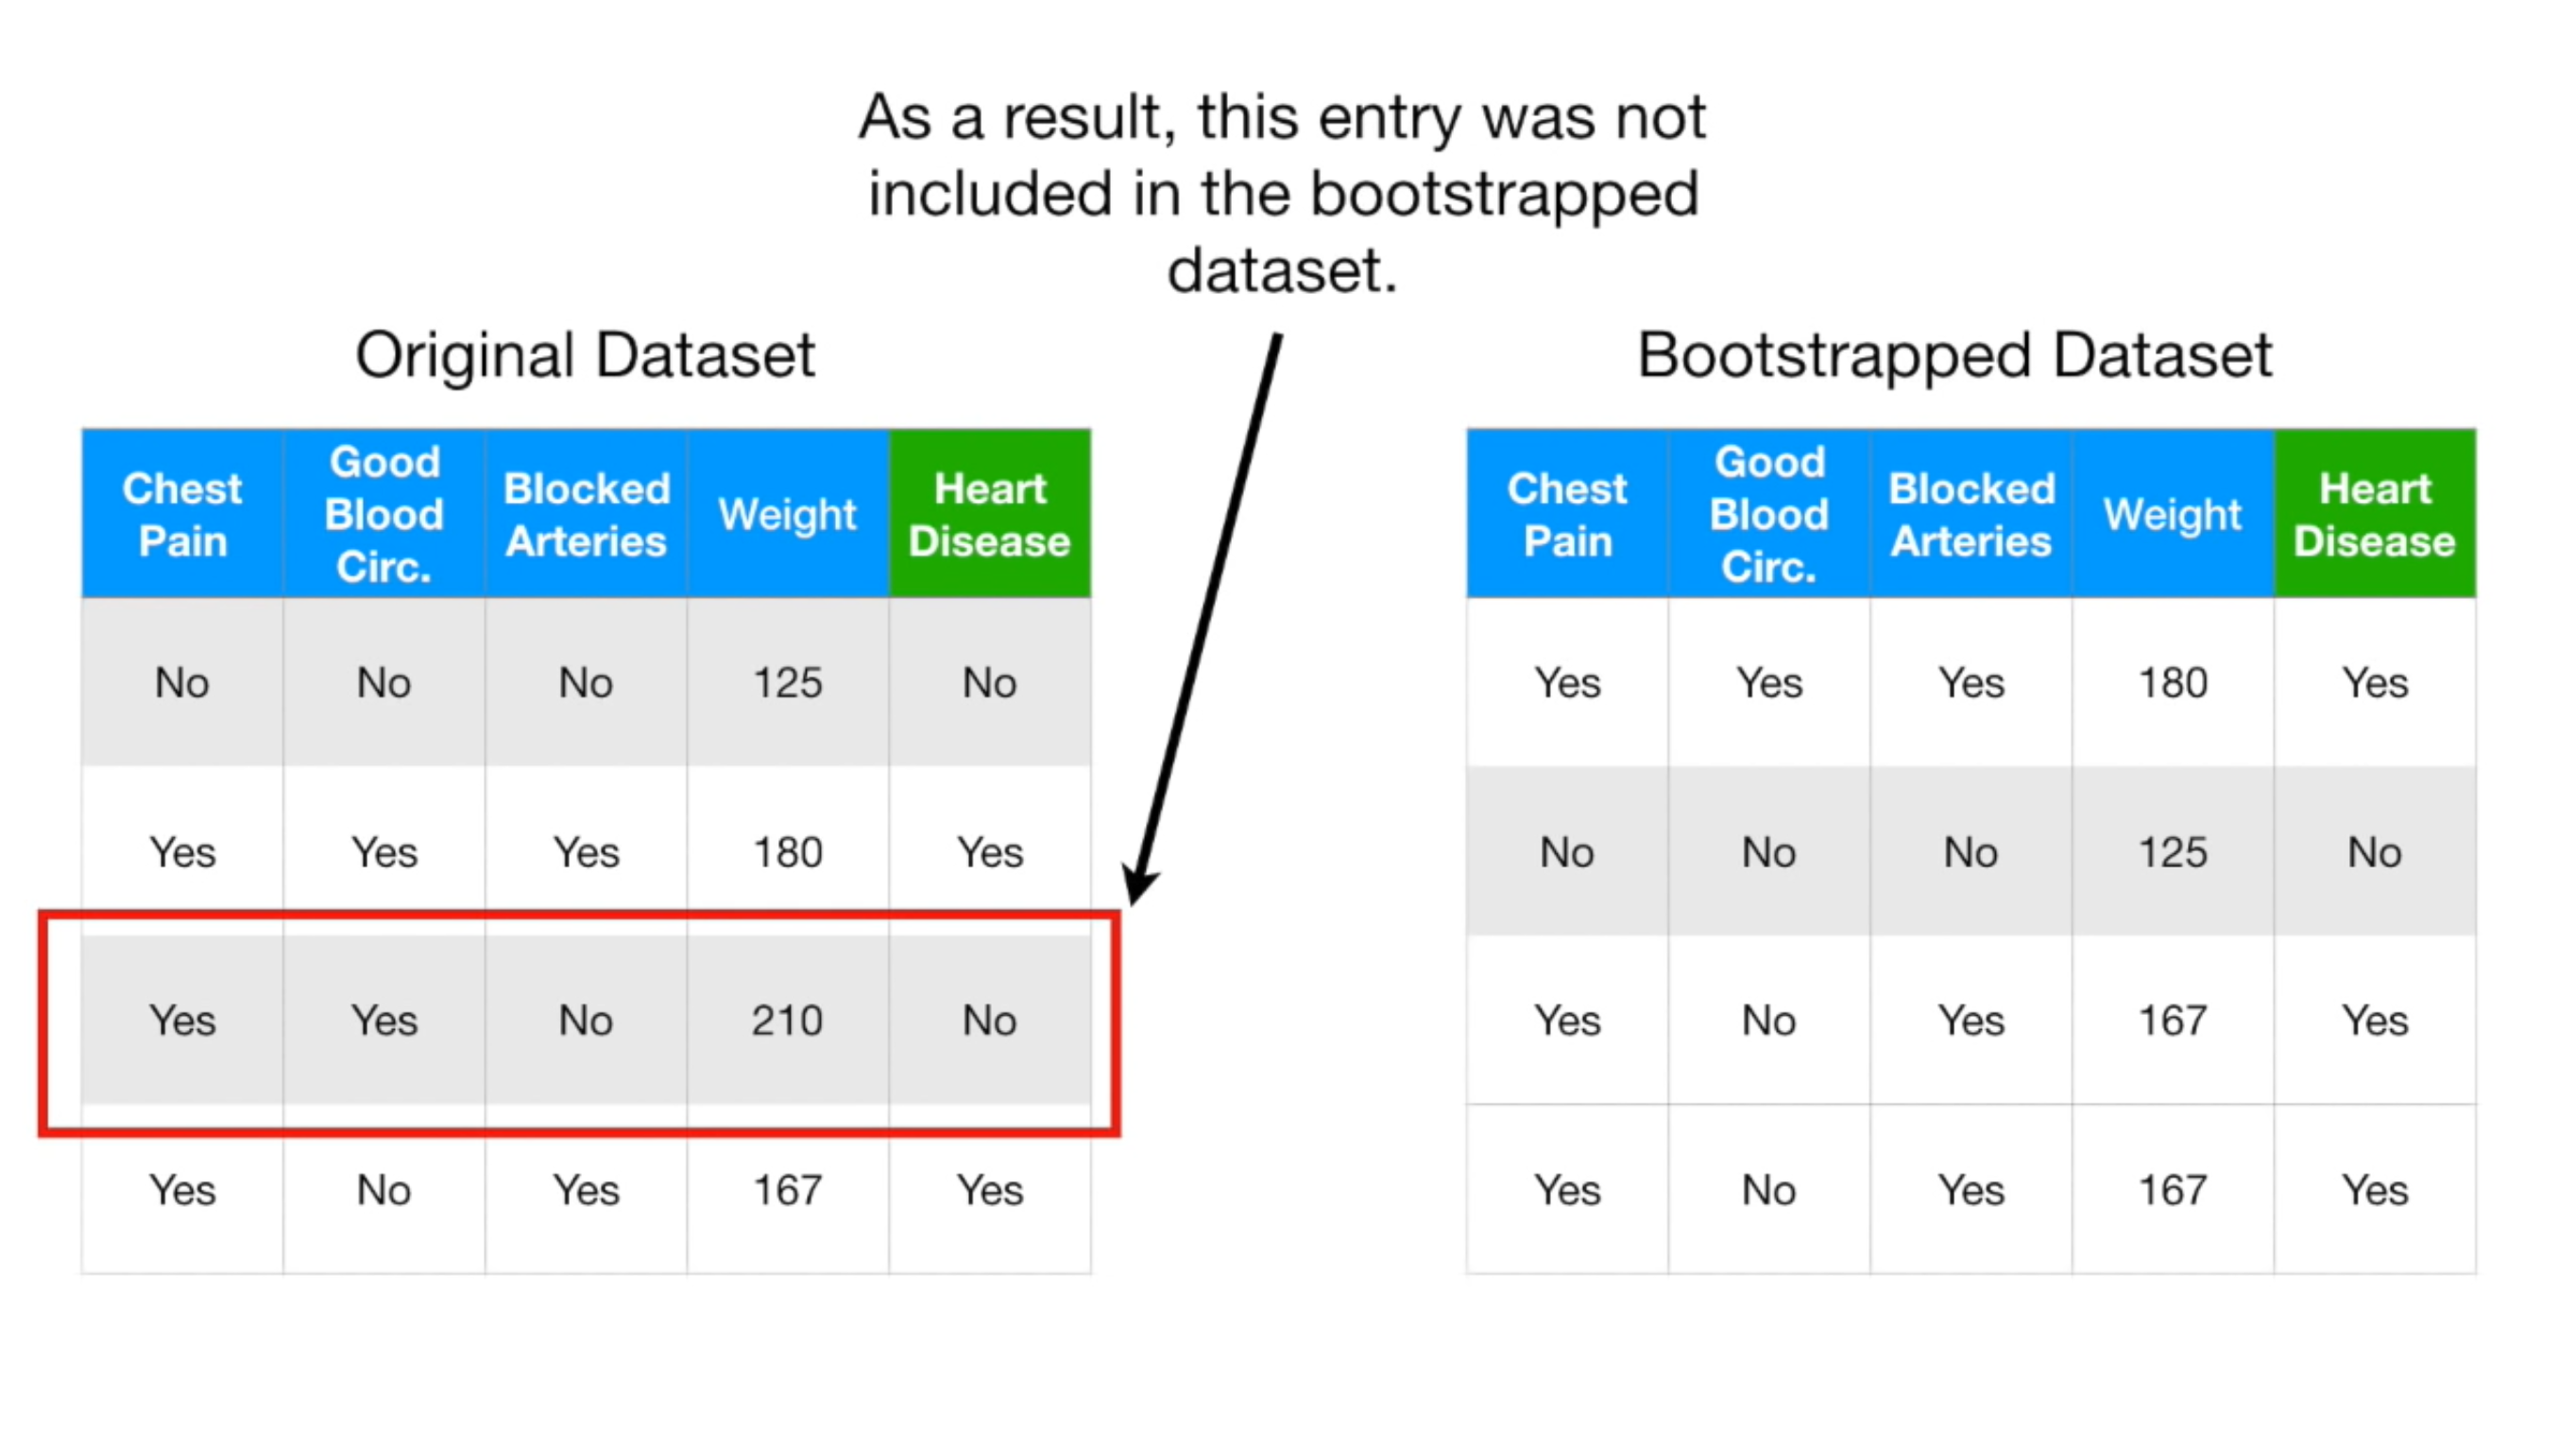 As a result, this entry was not
included in the bootstrapped
dataset.
Original Dataset
Chest Pain Good Blood Circ. Blocked Arteries Weight Heart Disease
No No No 125 No
Yes Yes Yes 180 Yes
Yes Yes No 210 No
Yes No Yes 167 Yes
Bootstrapped Dataset
Chest Pain Good Blood Circ. Blocked Arteries Weight Heart Disease
Yes Yes Yes 180 Yes
No No No 125 No
Yes No Yes 167 Yes
Yes No Yes 167 Yes